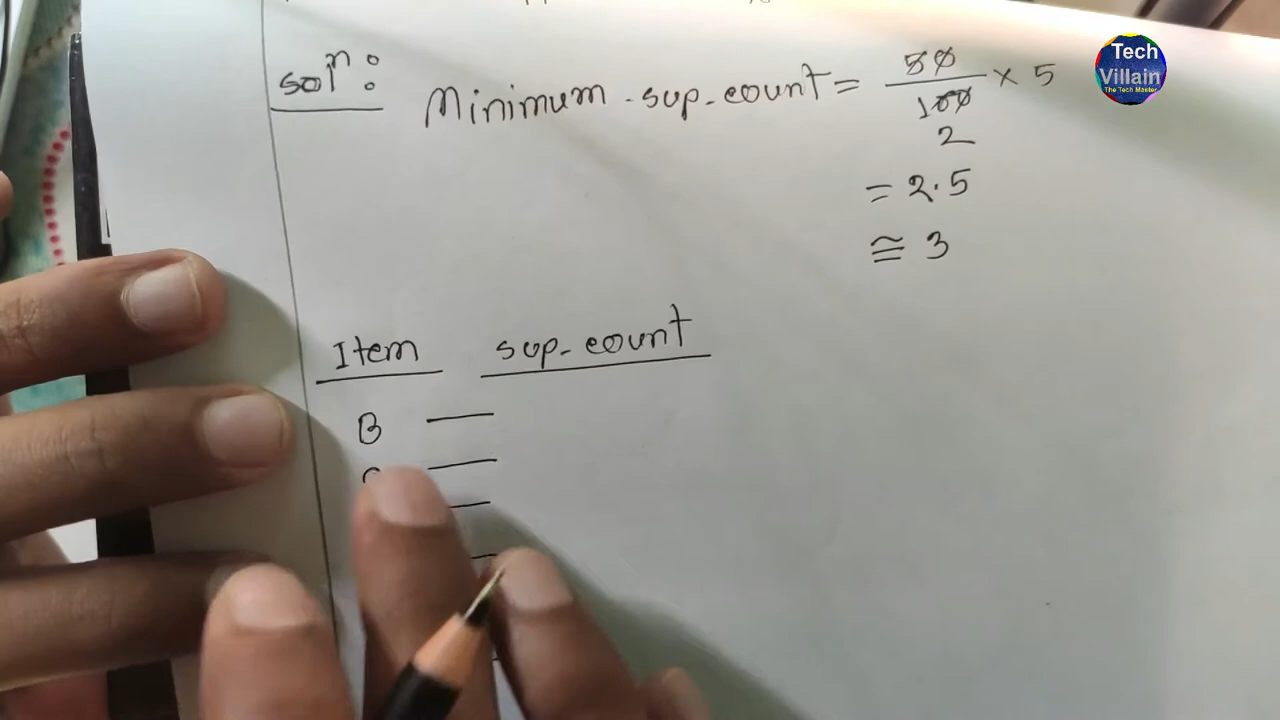 Tech
Villain
The Tech Master
Solⁿ:
Minimum-sup-count = 50/100 × 5
2
= 2.5
≅ 3
Item sup-count
B —
—
—
—